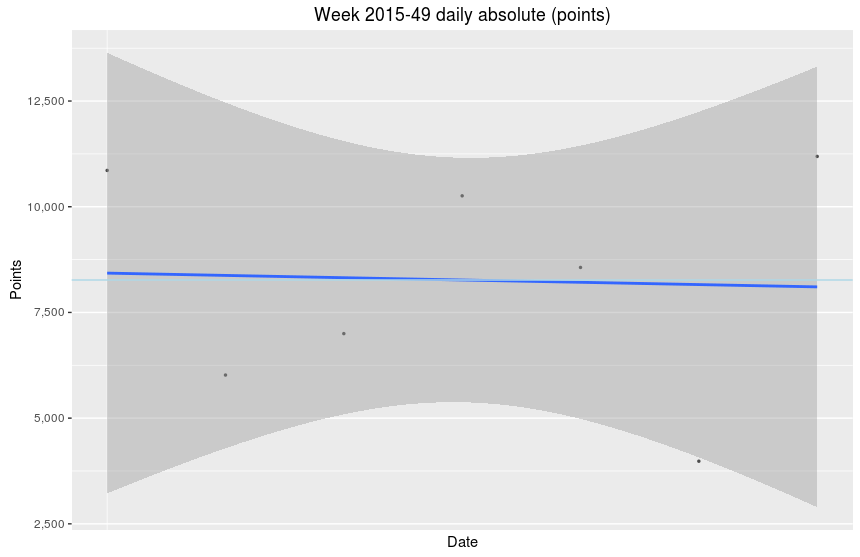 Week 2015-49 daily absolute (points)
12,500
10,000
7,500
5,000
2,500
Points
Date